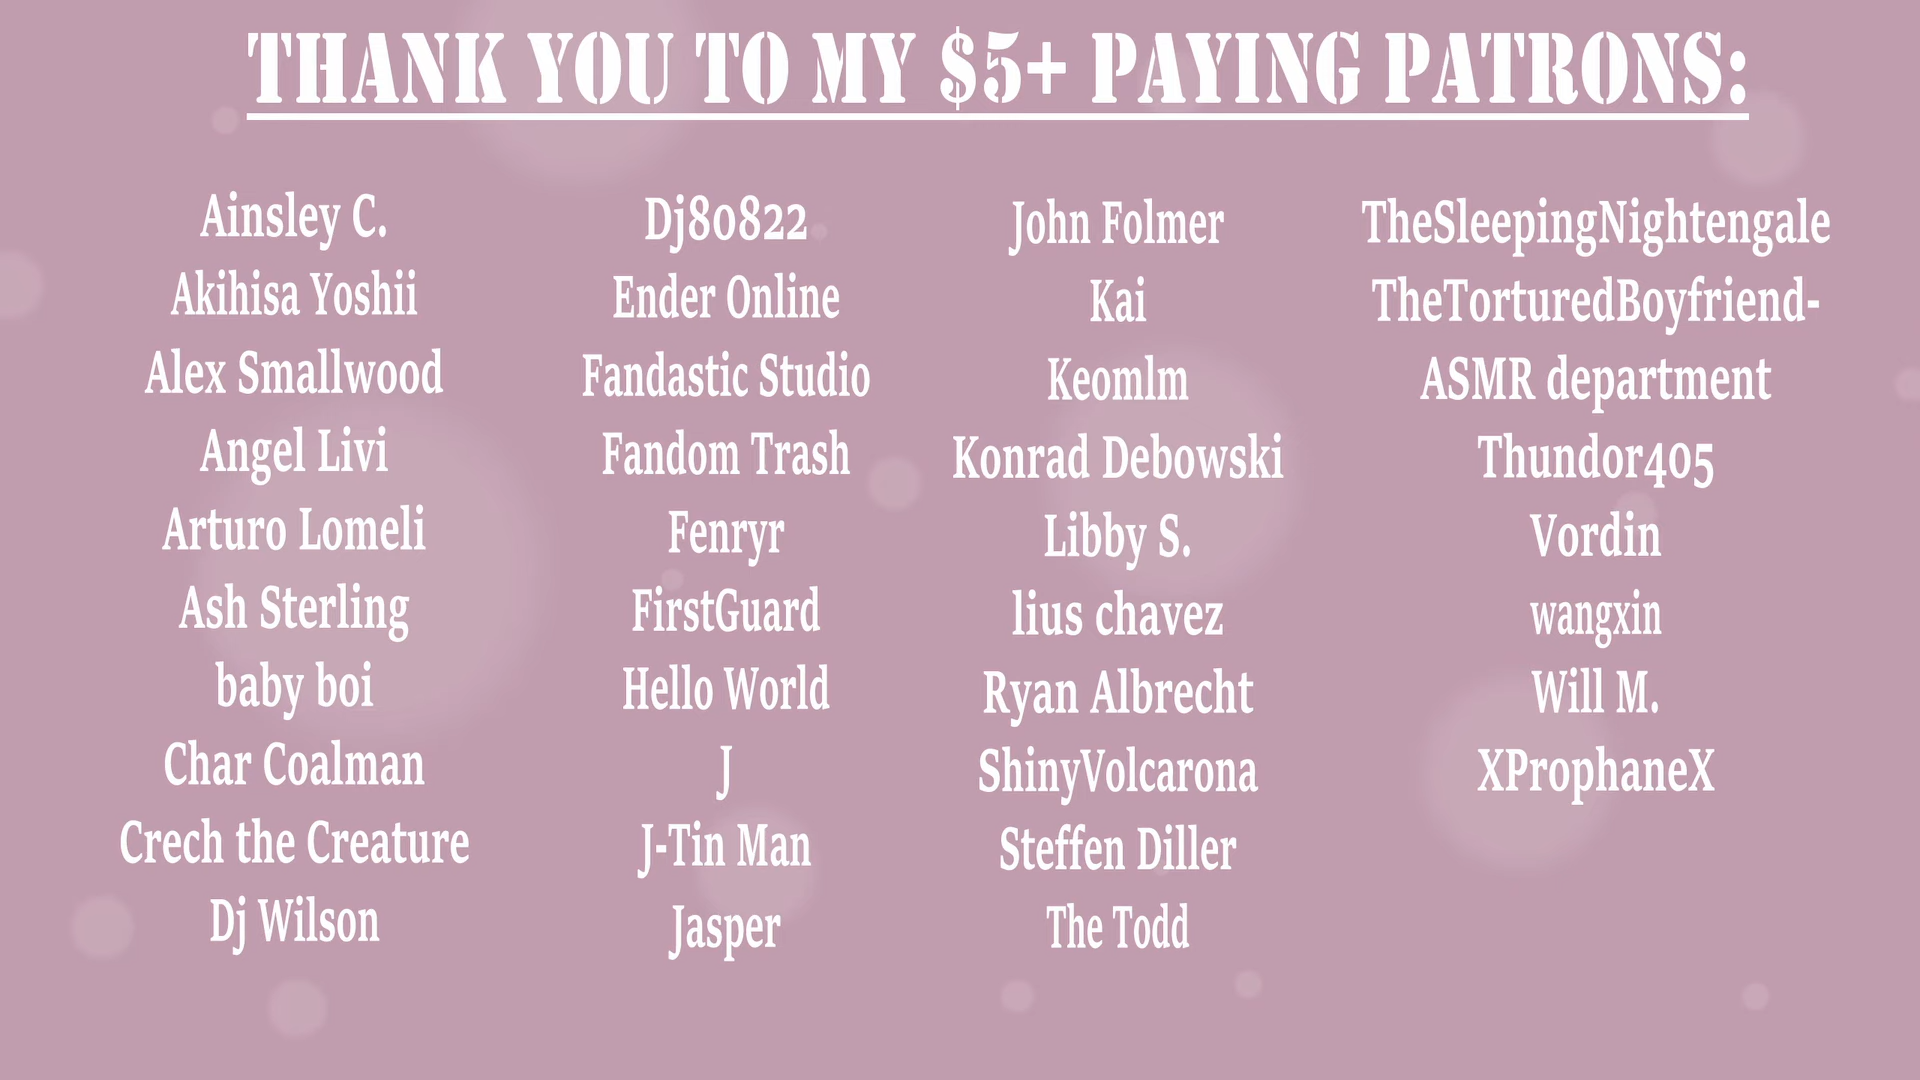 THANK YOU TO MY $5+ PAYING PATRONS:
Ainsley C.
Akihisa Yoshii
Alex Smallwood
Angel Livi
Arturo Lomeli
Ash Sterling
baby boi
Char Coalman
Crech the Creature
Dj Wilson
Dj80822
Ender Online
Fandastic Studio
Fandom Trash
Fenryr
FirstGuard
Hello World
J
J-Tin Man
Jasper
John Folmer
Kai
Keomlm
Konrad Debowski
Libby S.
lius chavez
Ryan Albrecht
ShinyVolcarona
Steffen Diller
The Todd
TheSleepingNightengale
TheTorturedBoyfriend-
ASMR department
Thundor405
Vordin
wangxin
Will M.
XProphaneX